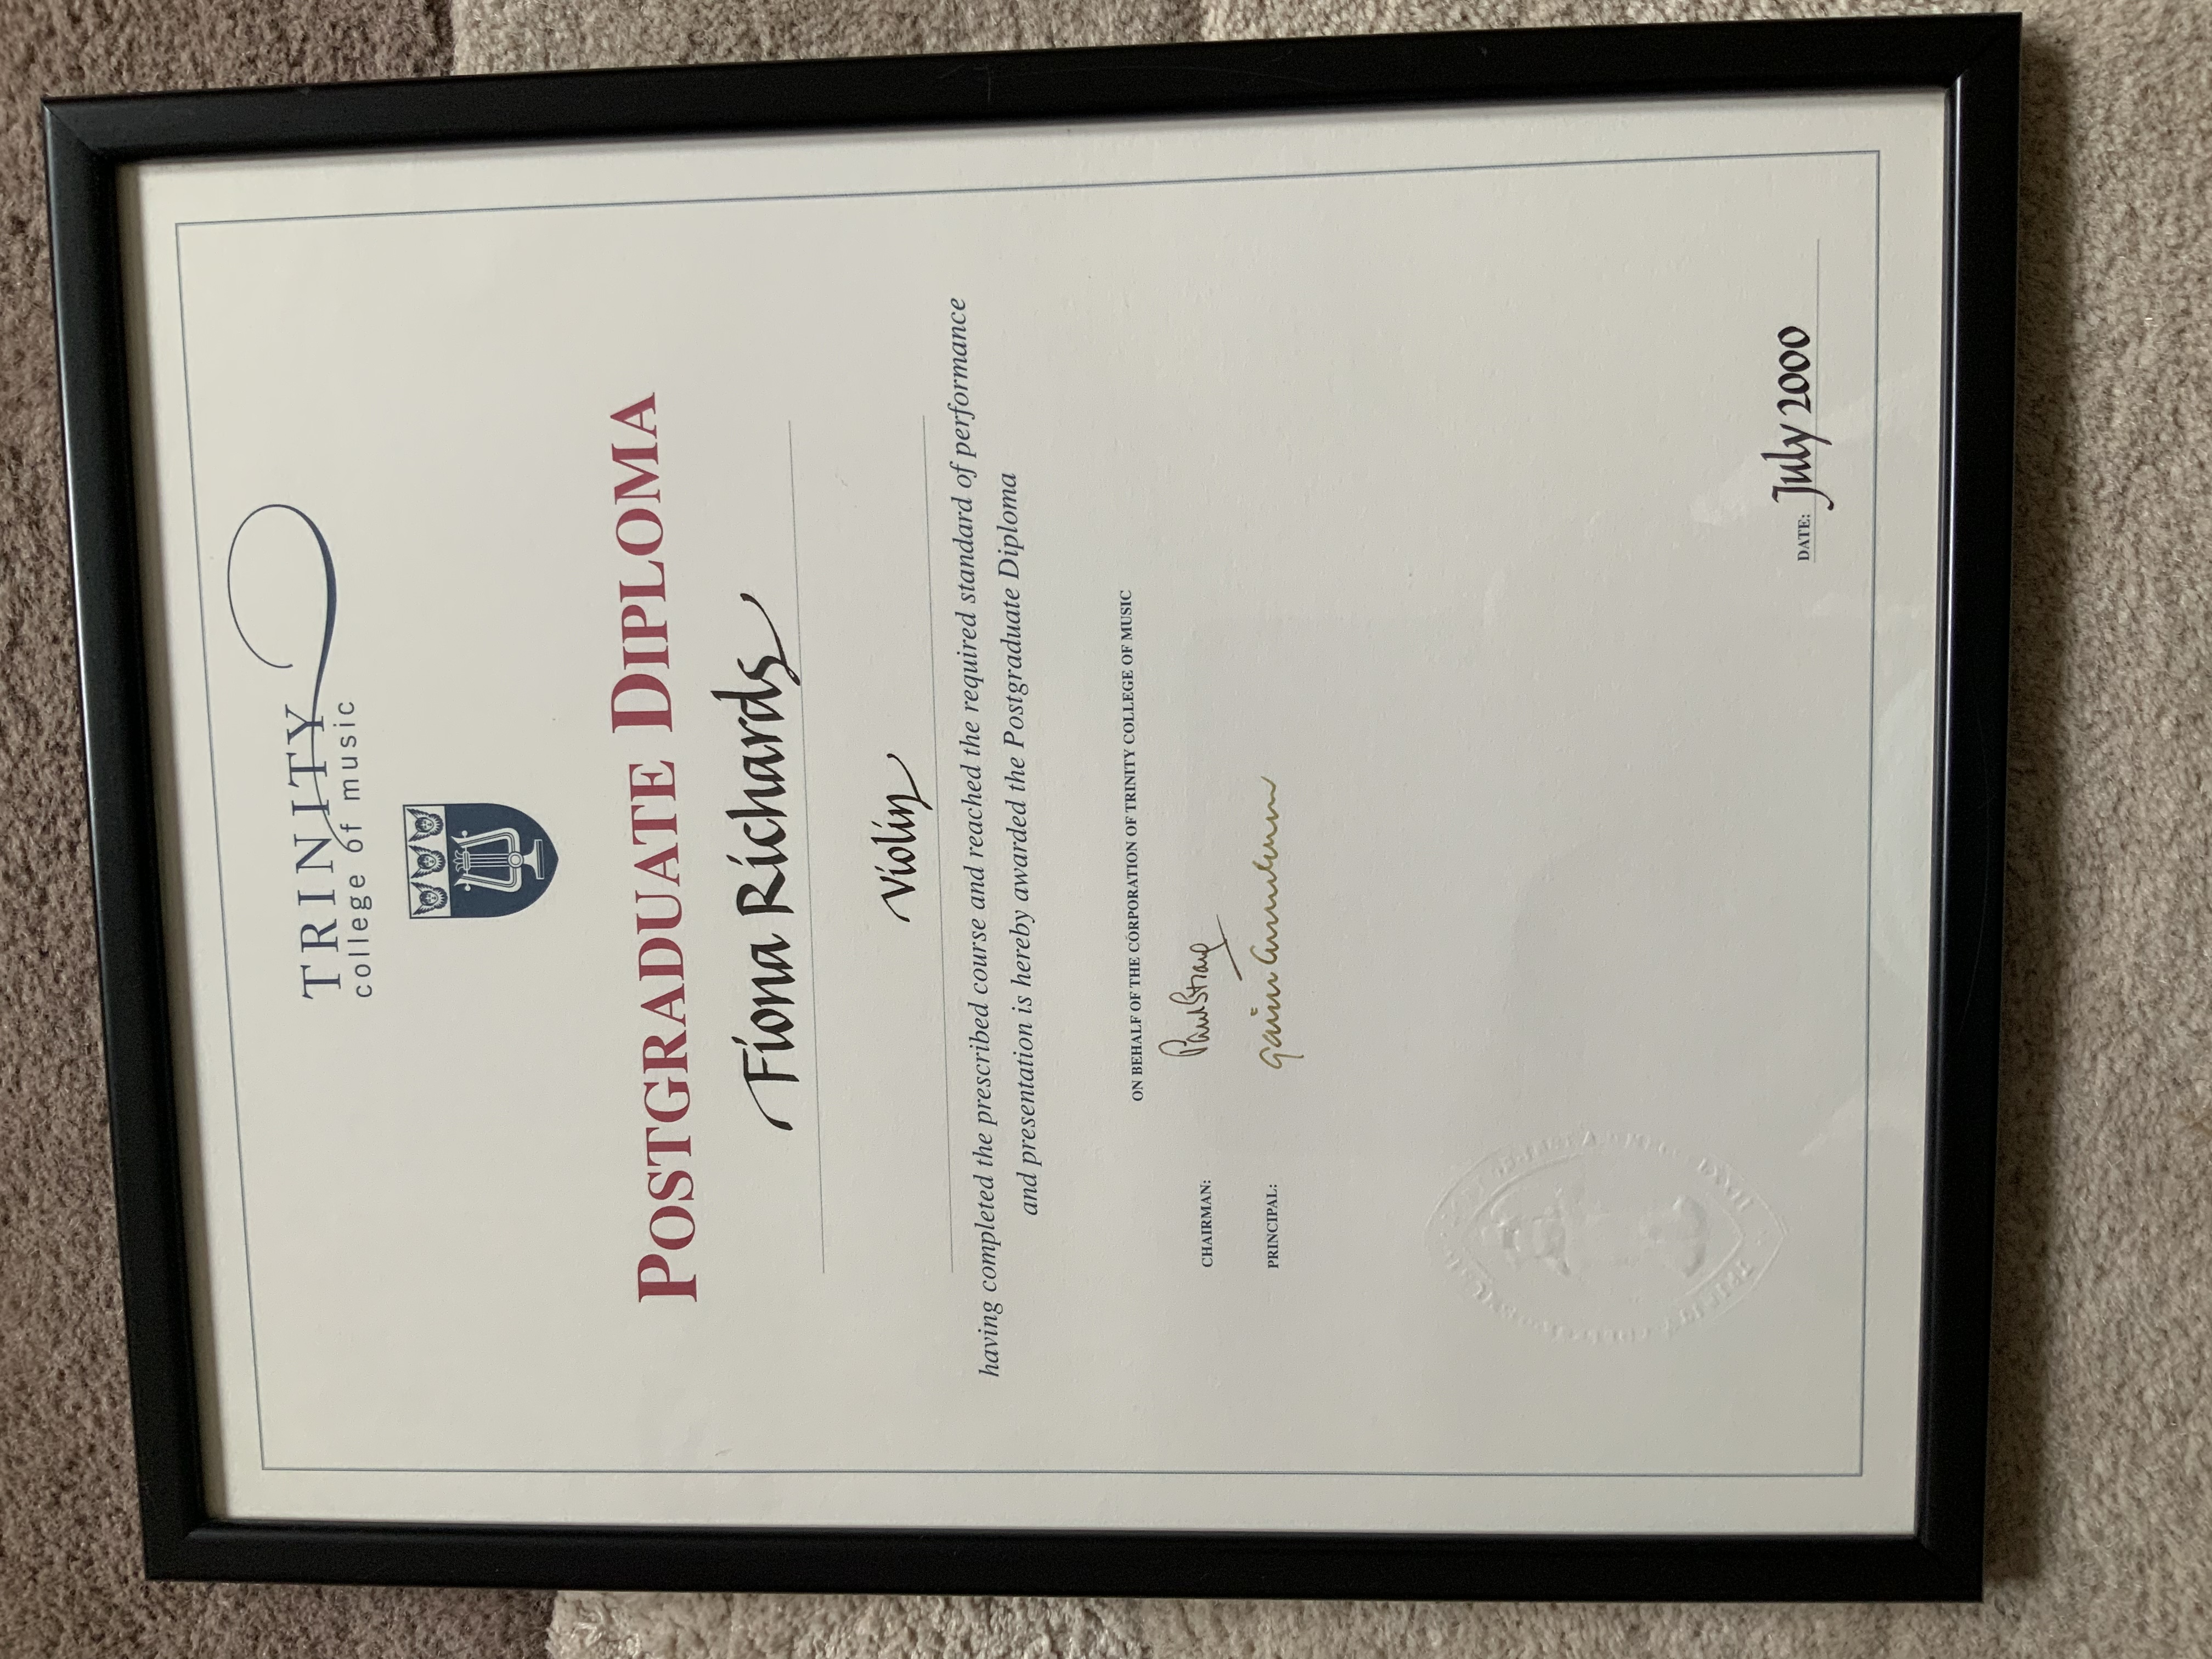 TRINITY
college of music
POSTGRADUATE DIPLOMA
Fiona Richards
Violin
having completed the prescribed course and reached the required standard of performance
and presentation is hereby awarded the Postgraduate Diploma
ON BEHALF OF THE CORPORATION OF TRINITY COLLEGE OF MUSIC
CHAIRMAN:
PRINCIPAL:
DATE: July 2000